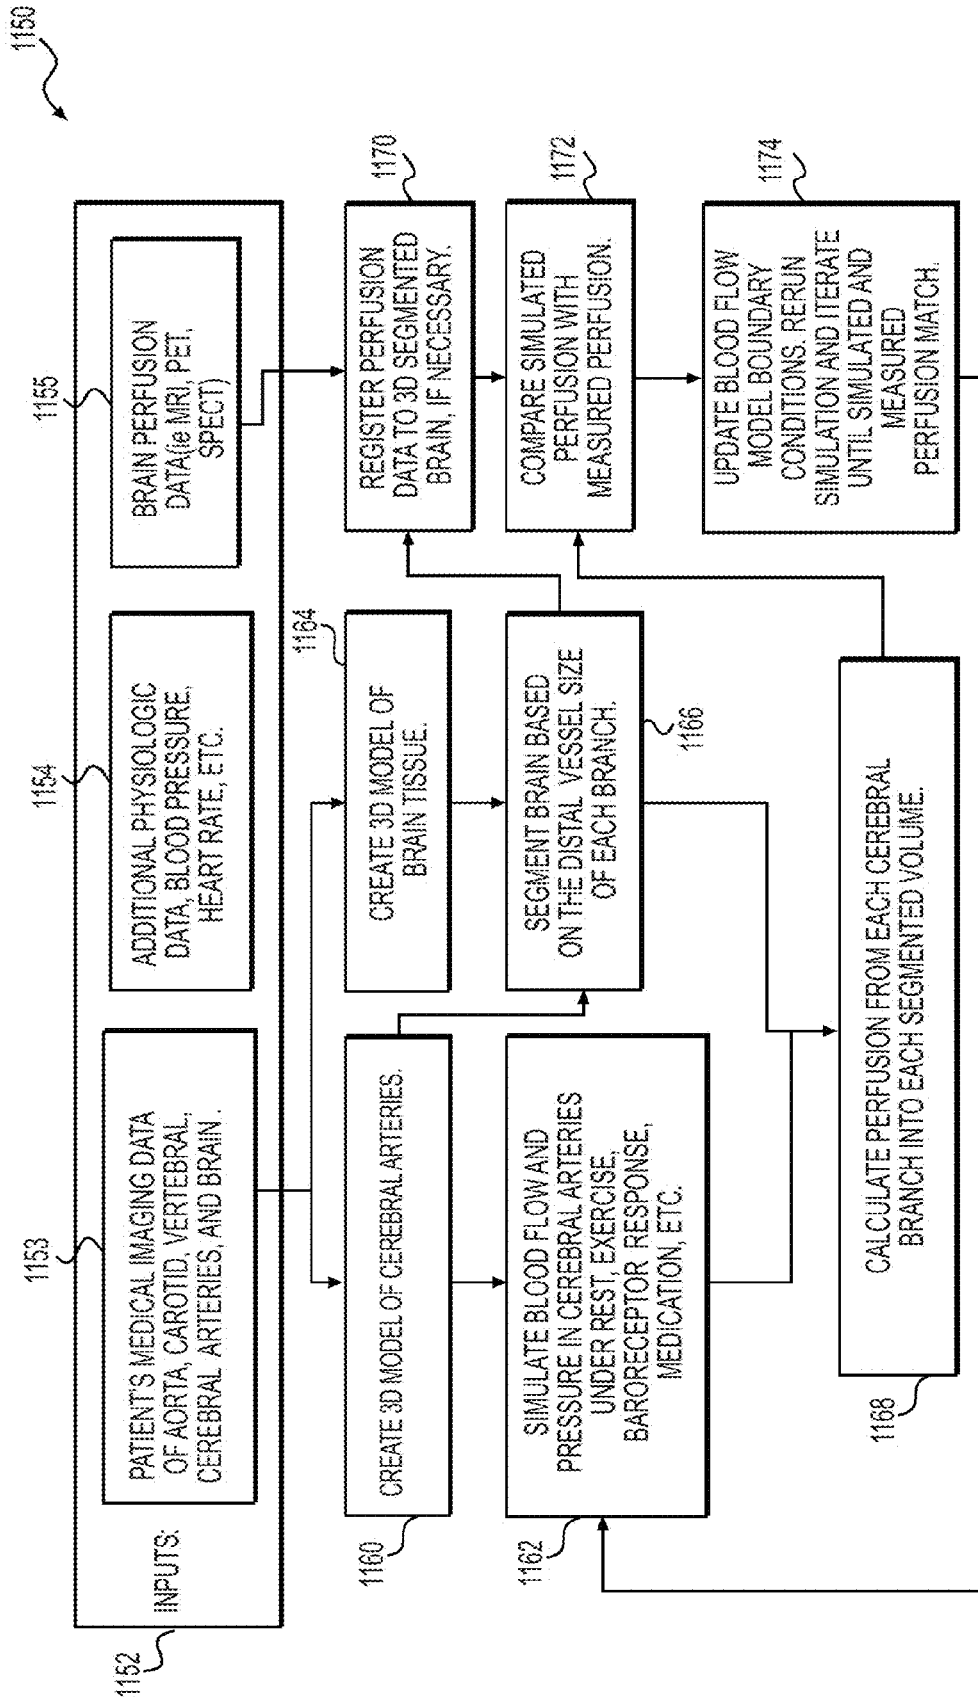 1150
1152
INPUTS:
1153
PATIENT'S MEDICAL IMAGING DATA
OF AORTA, CAROTID, VERTEBRAL,
CEREBRAL ARTERIES, AND BRAIN.
1154
ADDITIONAL PHYSIOLOGIC
DATA, BLOOD PRESSURE,
HEART RATE, ETC.
1155
BRAIN PERFUSION
DATA(ie MRI, PET,
SPECT)
1160
CREATE 3D MODEL OF CEREBRAL ARTERIES.
1164
CREATE 3D MODEL OF
BRAIN TISSUE.
1170
REGISTER PERFUSION
DATA TO 3D SEGMENTED
BRAIN, IF NECESSARY.
1162
SIMULATE BLOOD FLOW AND
PRESSURE IN CEREBRAL ARTERIES
UNDER REST, EXERCISE,
BARORECEPTOR RESPONSE,
MEDICATION, ETC.
1166
SEGMENT BRAIN BASED
ON THE DISTAL VESSEL SIZE
OF EACH BRANCH.
1172
COMPARE SIMULATED
PERFUSION WITH
MEASURED PERFUSION.
1168
CALCULATE PERFUSION FROM EACH CEREBRAL
BRANCH INTO EACH SEGMENTED VOLUME.
1174
UPDATE BLOOD FLOW
MODEL BOUNDARY
CONDITIONS. RERUN
SIMULATION AND ITERATE
UNTIL SIMULATED AND
MEASURED
PERFUSION MATCH.